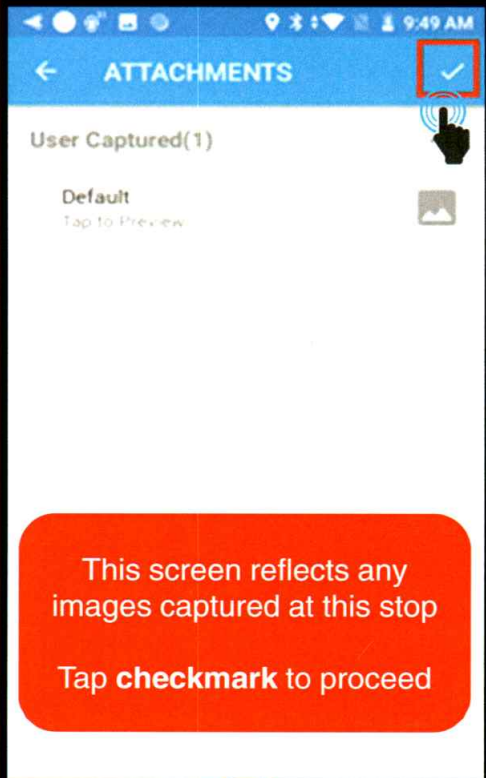 9:49 AM
ATTACHMENTS
User Captured(1)
Default
Tap to Preview
This screen reflects any
images captured at this stop
Tap checkmark to proceed